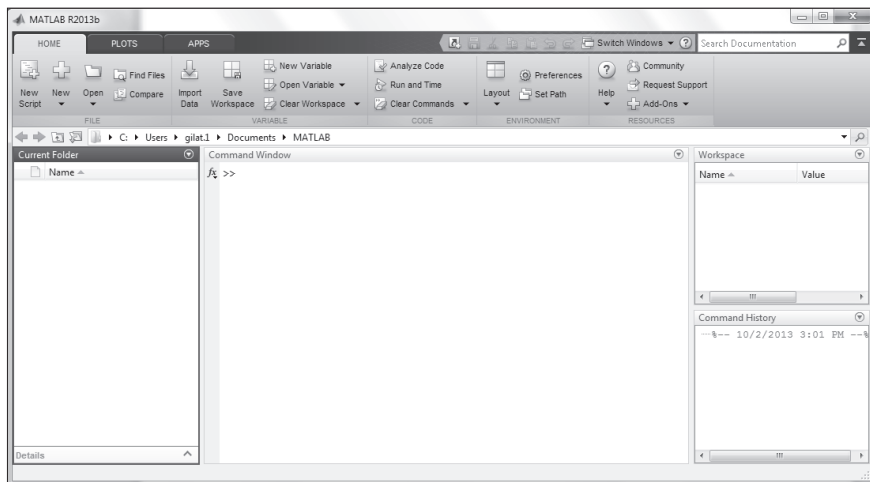 MATLAB R2013b
HOME PLOTS APPS
Switch Windows ? Search Documentation
New Script
New
Open
Find Files
Compare
FILE
Import Data
Save Workspace
New Variable
Open Variable
Clear Workspace
VARIABLE
Analyze Code
Run and Time
Clear Commands
CODE
Layout
Preferences
Set Path
ENVIRONMENT
? Help
Community
Request Support
Add-Ons
RESOURCES
C: Users gilat.1 Documents MATLAB
Current Folder
Name
Details
Command Window
fx >>
Workspace
Name Value
Command History
%-- 10/2/2013 3:01 PM --%